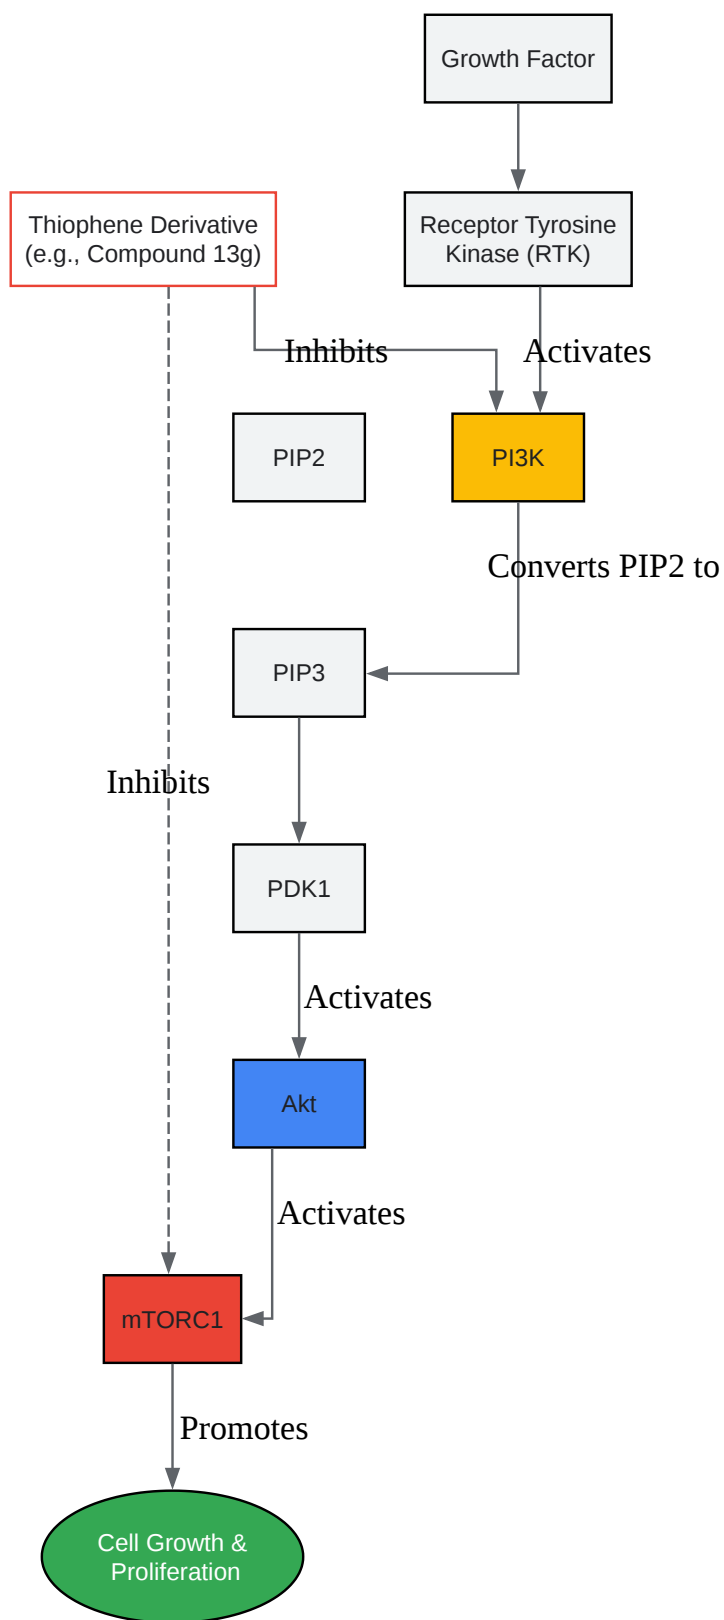 Growth Factor
Thiophene Derivative
(e.g., Compound 13g)
Receptor Tyrosine
Kinase (RTK)
Inhibits
Activates
PIP2
PI3K
Converts PIP2 to
PIP3
Inhibits
PDK1
Activates
Akt
Activates
mTORC1
Promotes
Cell Growth &
Proliferation